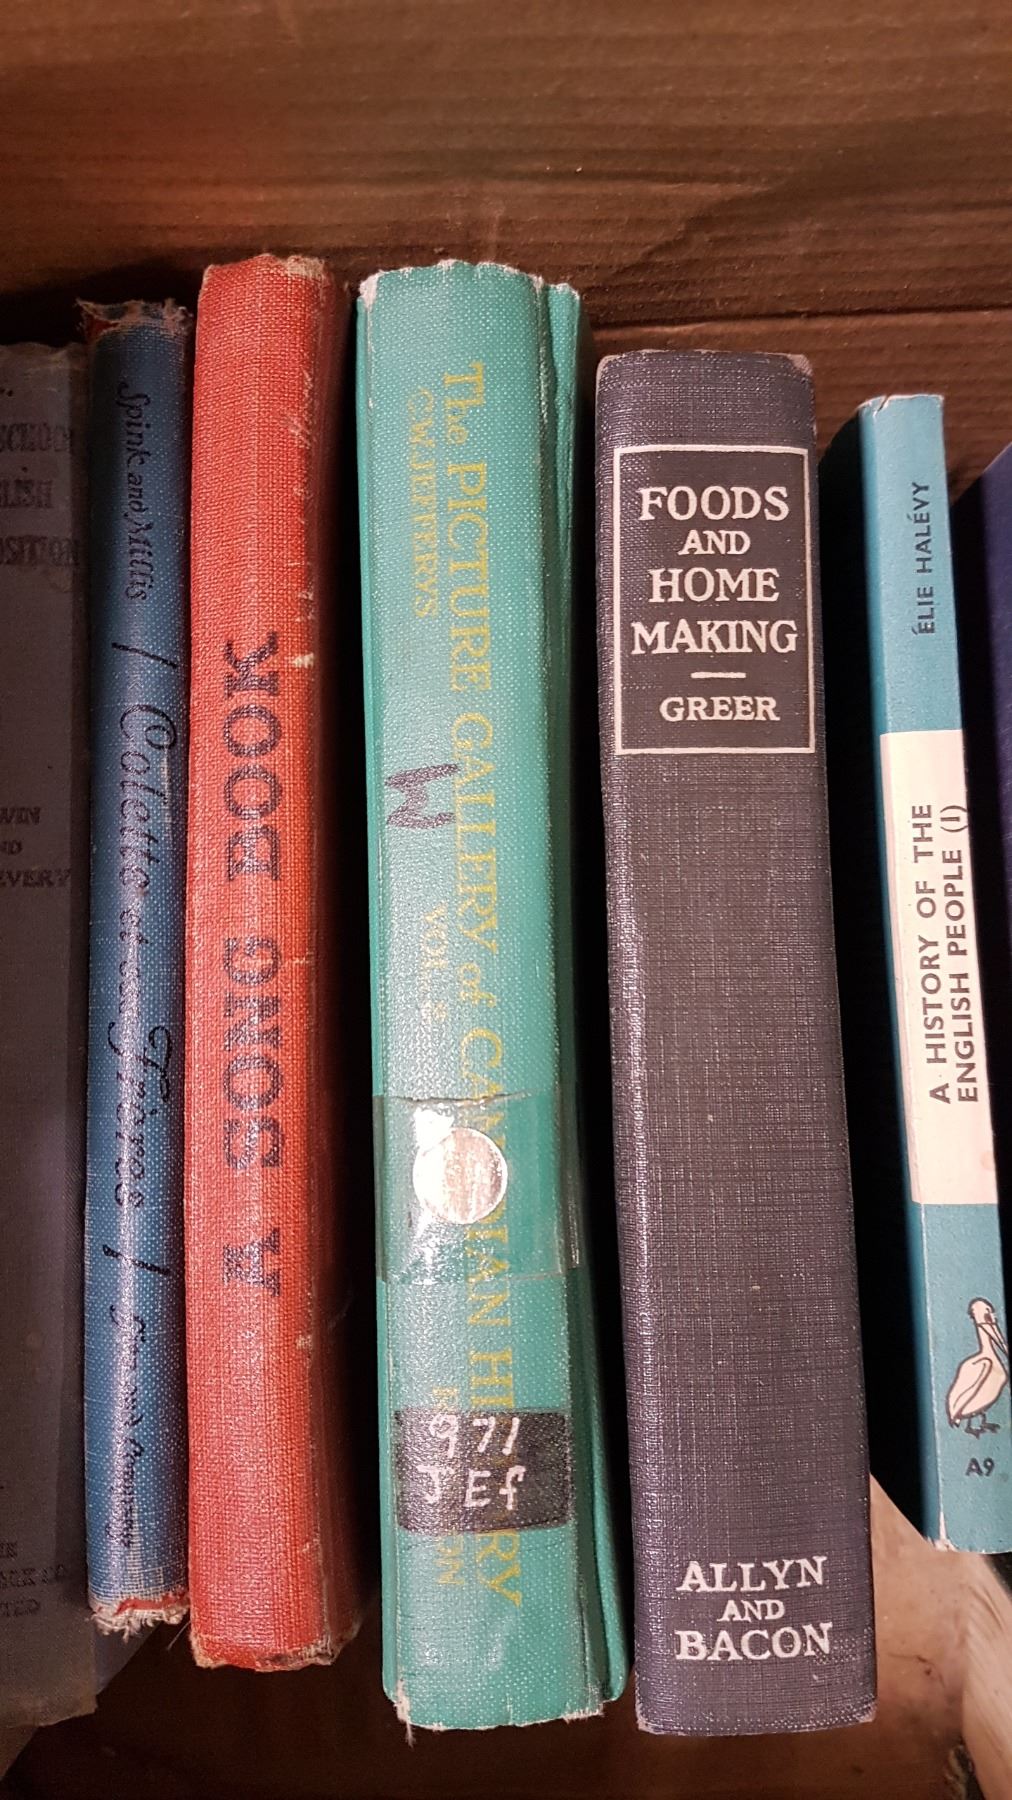 AND
Spink and Millis
Colette et ses Frères
A SONG BOOK
The PICTURE GALLERY of CANADIAN HISTORY
C.W. JEFFERYS
W
VOL.
971
JEf
FOODS
AND
HOME
MAKING
GREER
ALLYN
AND
BACON
ÉLIE HALÉVY
A HISTORY OF THE
ENGLISH PEOPLE (I)
A9